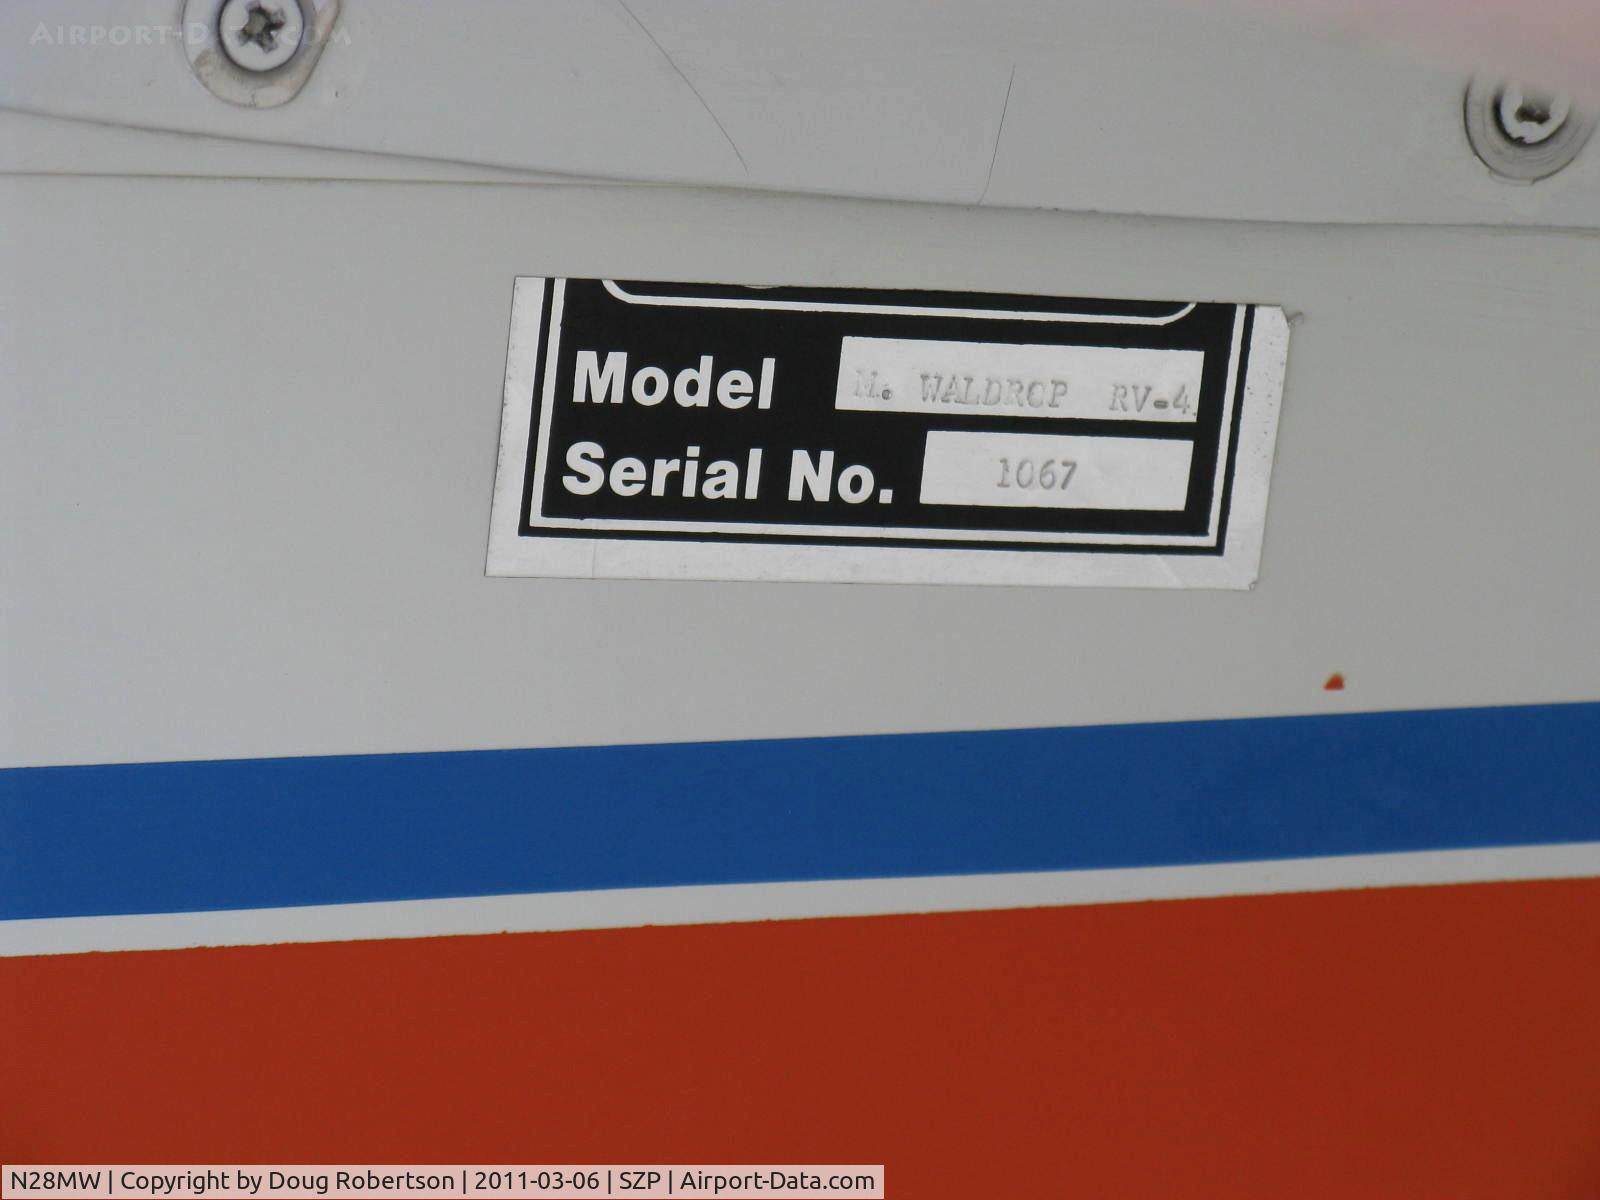 Airport-Data.com
Model M. WALDROP RV-4
Serial No. 1067
N28MW | Copyright by Doug Robertson | 2011-03-06 | SZP | Airport-Data.com